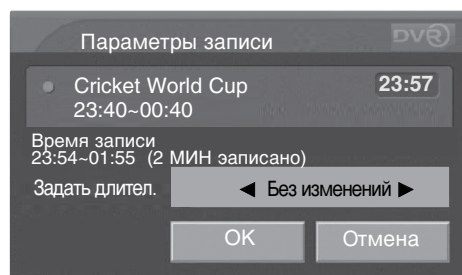 Параметры записи
DVR
Cricket World Cup
23:57
23:40~00:40
Время записи
23:54~01:55 (2 МИН эаписано)
Задать длител.
◄ Без изменений ►
OK
Отмена